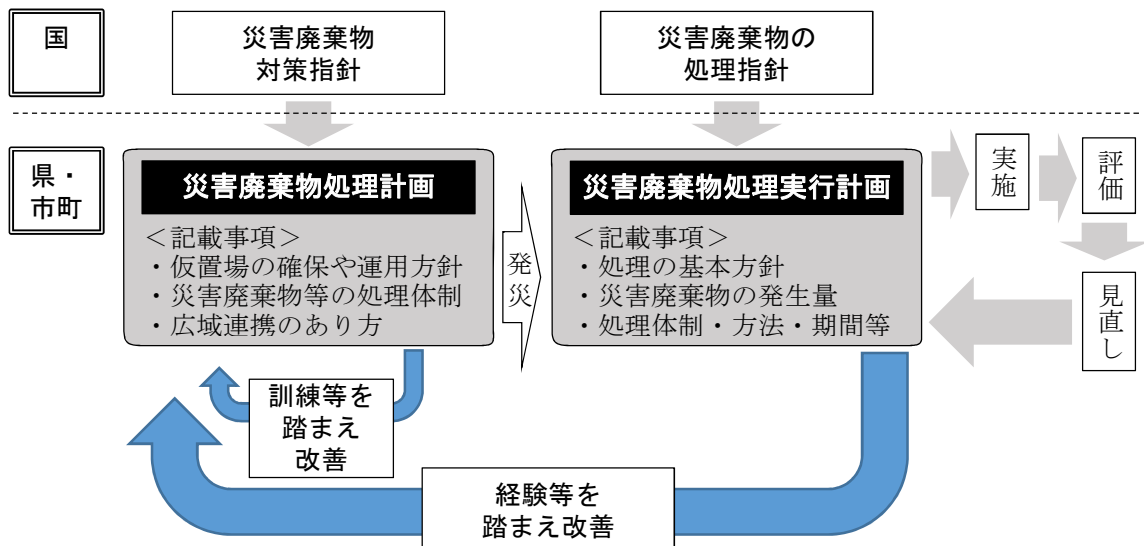 国
災害廃棄物
対策指針
災害廃棄物の
処理指針
県・
市町
災害廃棄物処理計画
＜記載事項＞
・仮置場の確保や運用方針
・災害廃棄物等の処理体制
・広域連携のあり方
発災
災害廃棄物処理実行計画
＜記載事項＞
・処理の基本方針
・災害廃棄物の発生量
・処理体制・方法・期間等
実施
評価
見直し
訓練等を
踏まえ
改善
経験等を
踏まえ改善